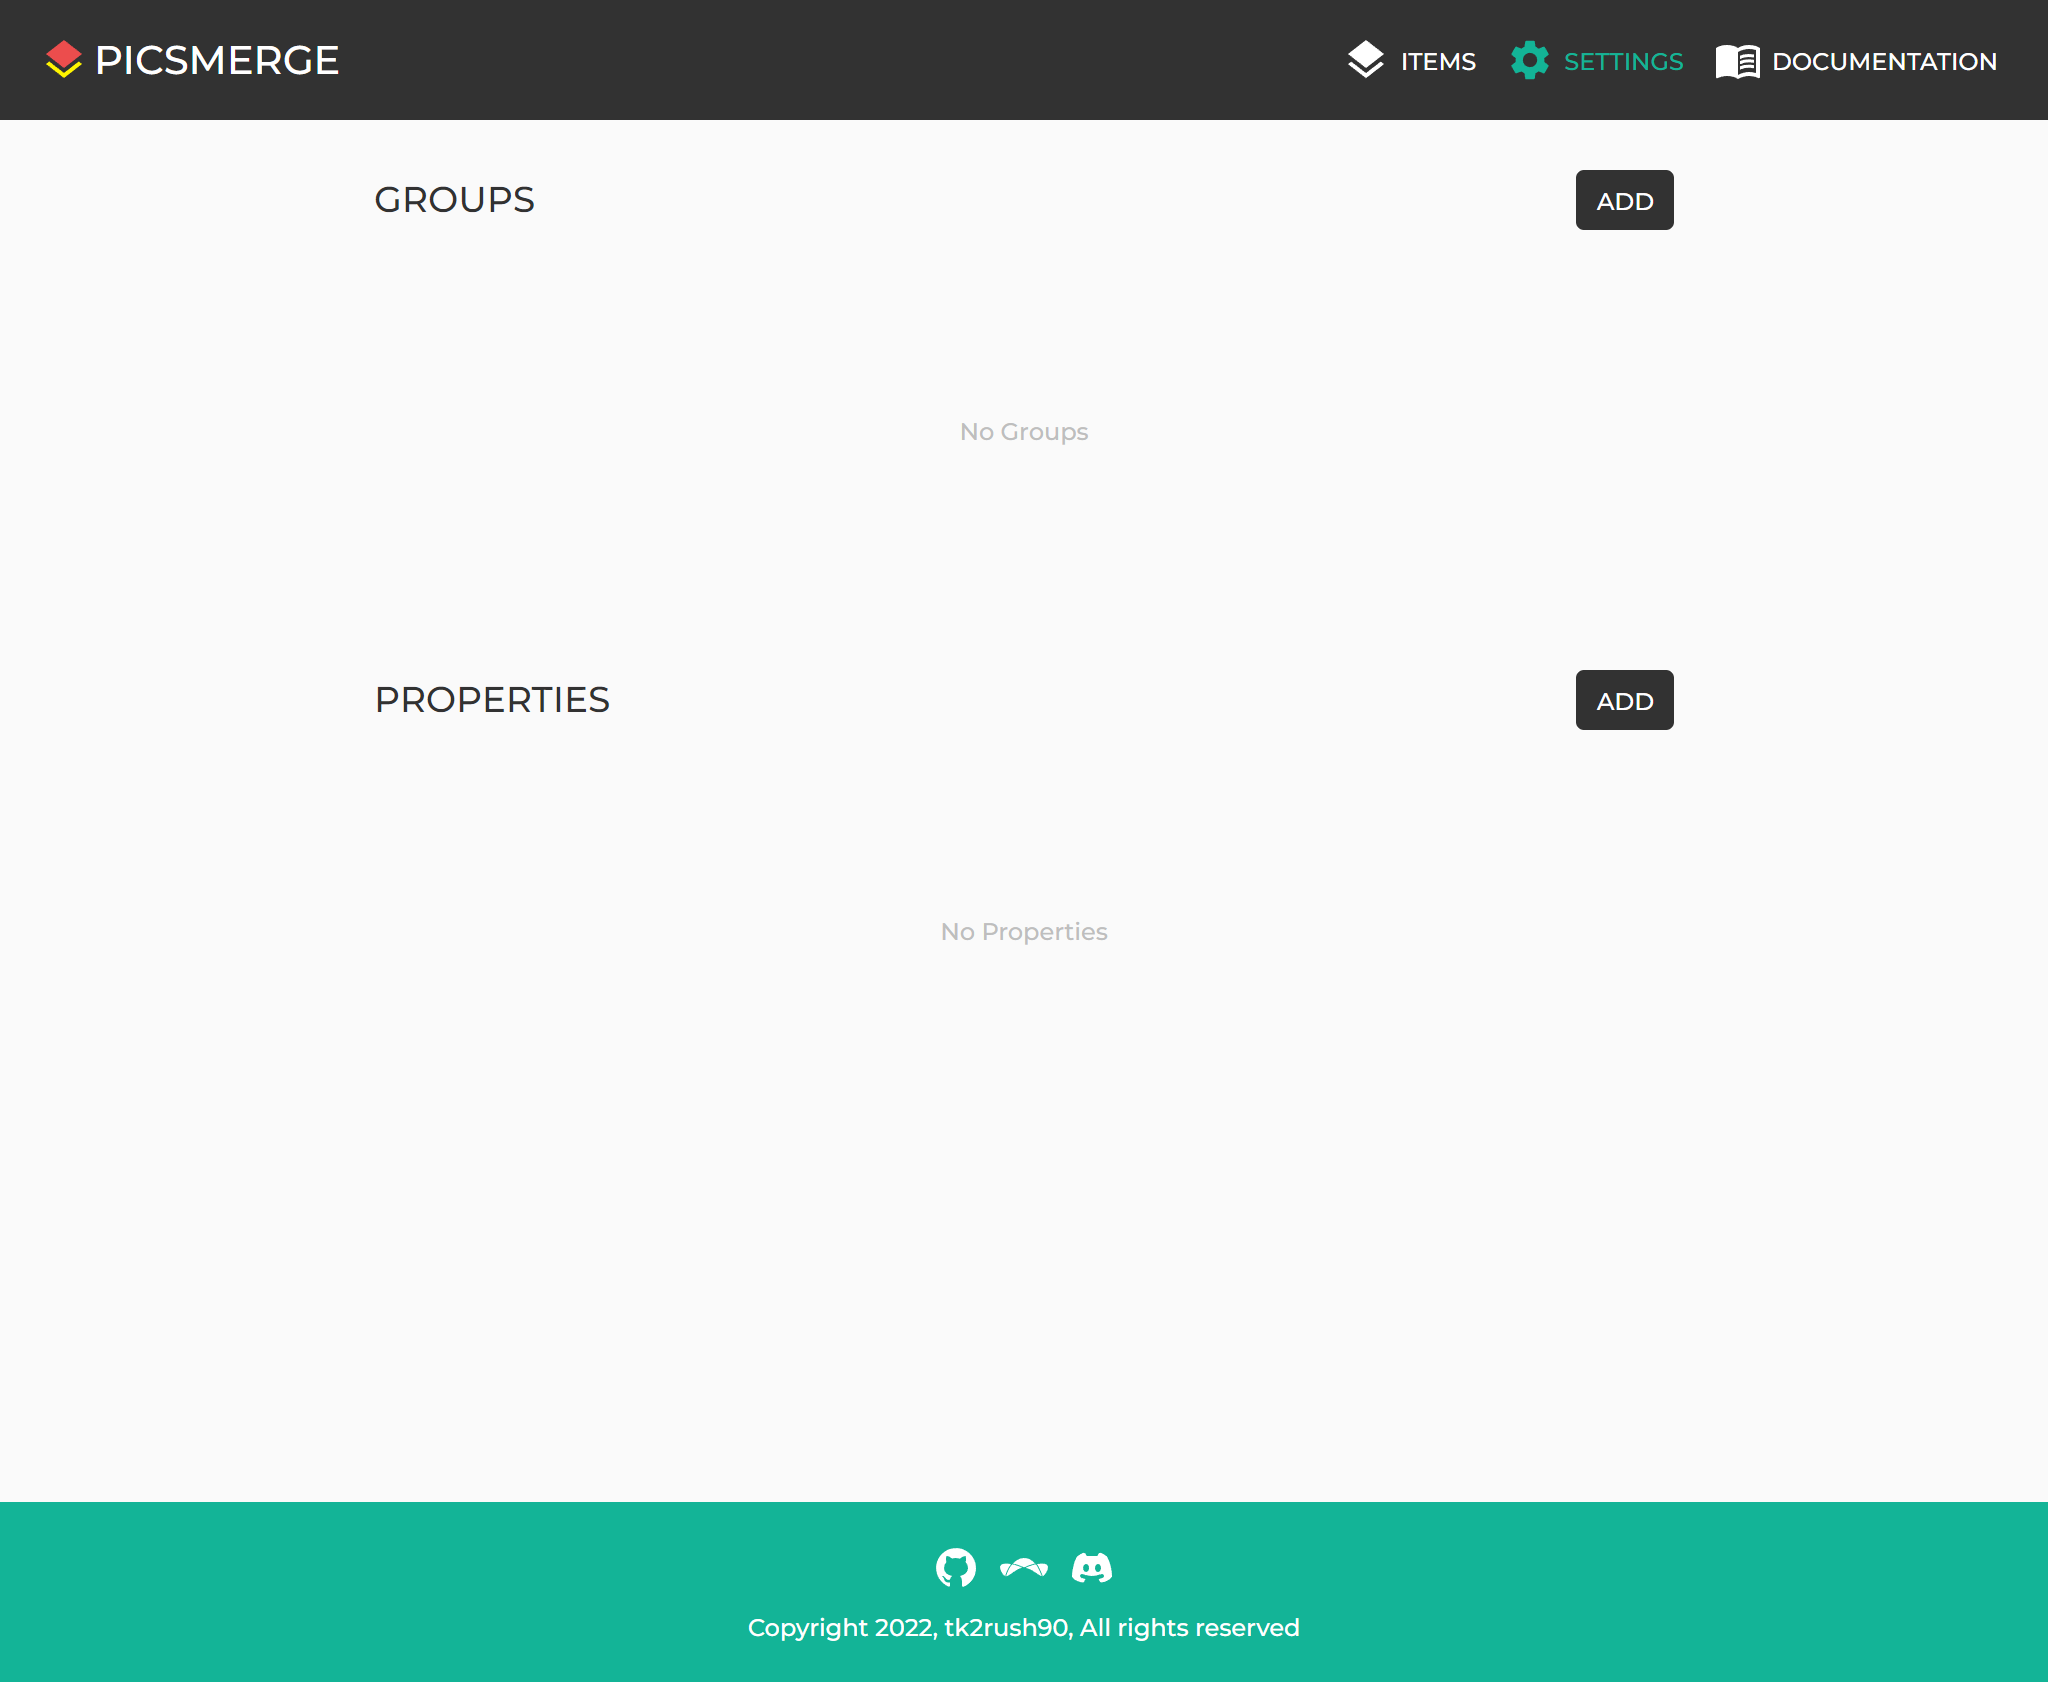 PICSMERGE
ITEMS
SETTINGS
DOCUMENTATION
GROUPS
ADD
No Groups
PROPERTIES
ADD
No Properties
Copyright 2022, tk2rush90, All rights reserved